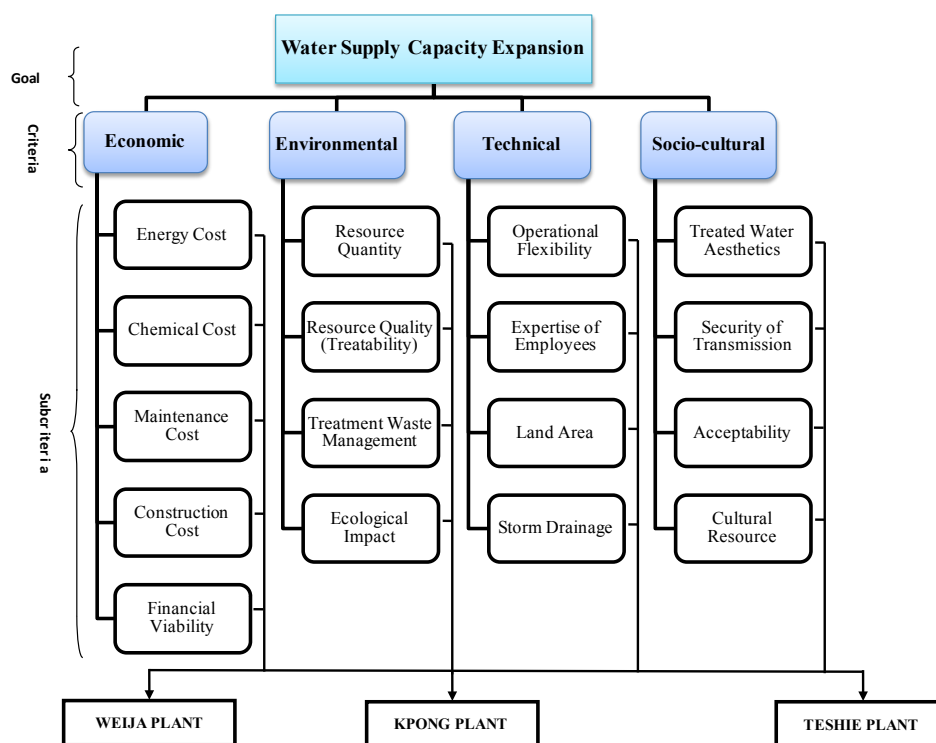 Water Supply Capacity Expansion
Goal
Criteria
Economic
Environmental
Technical
Socio-cultural
Subcriteria
Energy Cost
Chemical Cost
Maintenance
Cost
Construction
Cost
Financial
Viability
Resource
Quantity
Resource Quality
(Treatability)
Treatment Waste
Management
Ecological
Impact
Operational
Flexibility
Expertise of
Employees
Land Area
Storm Drainage
Treated Water
Aesthetics
Security of
Transmission
Acceptability
Cultural
Resource
WEIJA PLANT
KPONG PLANT
TESHIE PLANT